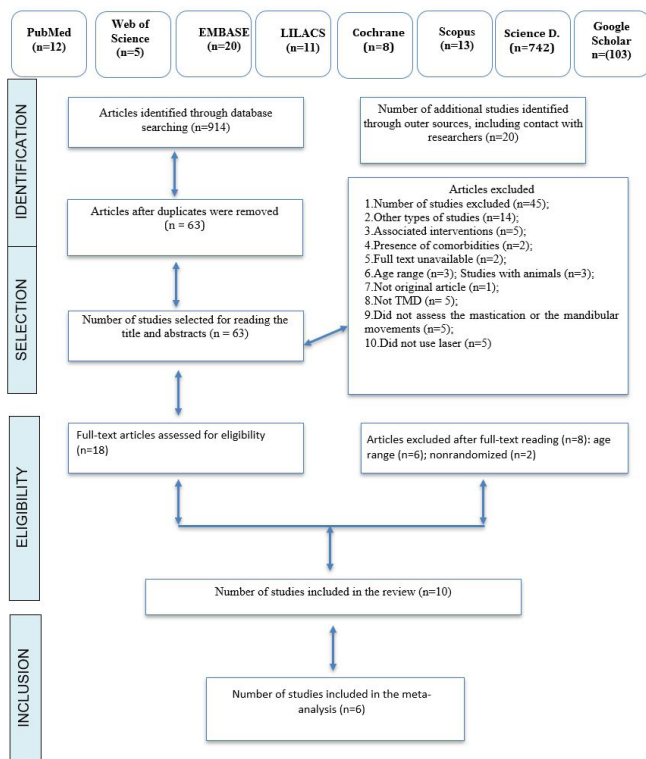 PubMed
(n=12)
Web of
Science
(n=5)
EMBASE
(n=20)
LILACS
(n=11)
Cochrane
(n=8)
Scopus
(n=13)
Science D.
(n=742)
Google
Scholar
n=(103)
IDENTIFICATION
Articles identified through database
searching (n=914)
Number of additional studies identified
through outer sources, including contact with
researchers (n=20)
Articles after duplicates were removed
(n = 63)
Articles excluded
1.Number of studies excluded (n=45);
2.Other types of studies (n=14);
3.Associated interventions (n=5);
4.Presence of comorbidities (n=2);
5.Full text unavailable (n=2);
6.Age range (n=3); Studies with animals (n=3);
7.Not original article (n=1);
8.Not TMD (n= 5);
9.Did not assess the mastication or the mandibular
movements (n=5);
10.Did not use laser (n=5)
SELECTION
Number of studies selected for reading the
title and abstracts (n = 63)
ELIGIBILITY
Full-text articles assessed for eligibility
(n=18)
Articles excluded after full-text reading (n=8): age
range (n=6); nonrandomized (n=2)
Number of studies included in the review (n=10)
INCLUSION
Number of studies included in the meta-
analysis (n=6)